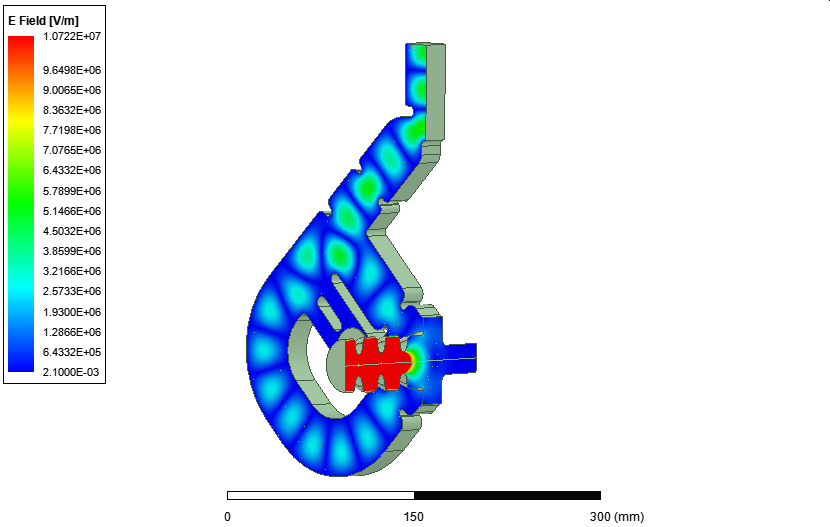 E Field [V/m]
1.0722E+07
9.6498E+06
9.0065E+06
8.3632E+06
7.7198E+06
7.0765E+06
6.4332E+06
5.7899E+06
5.1466E+06
4.5032E+06
3.8599E+06
3.2166E+06
2.5733E+06
1.9300E+06
1.2866E+06
6.4332E+05
2.1000E-03
0 150 300 (mm)